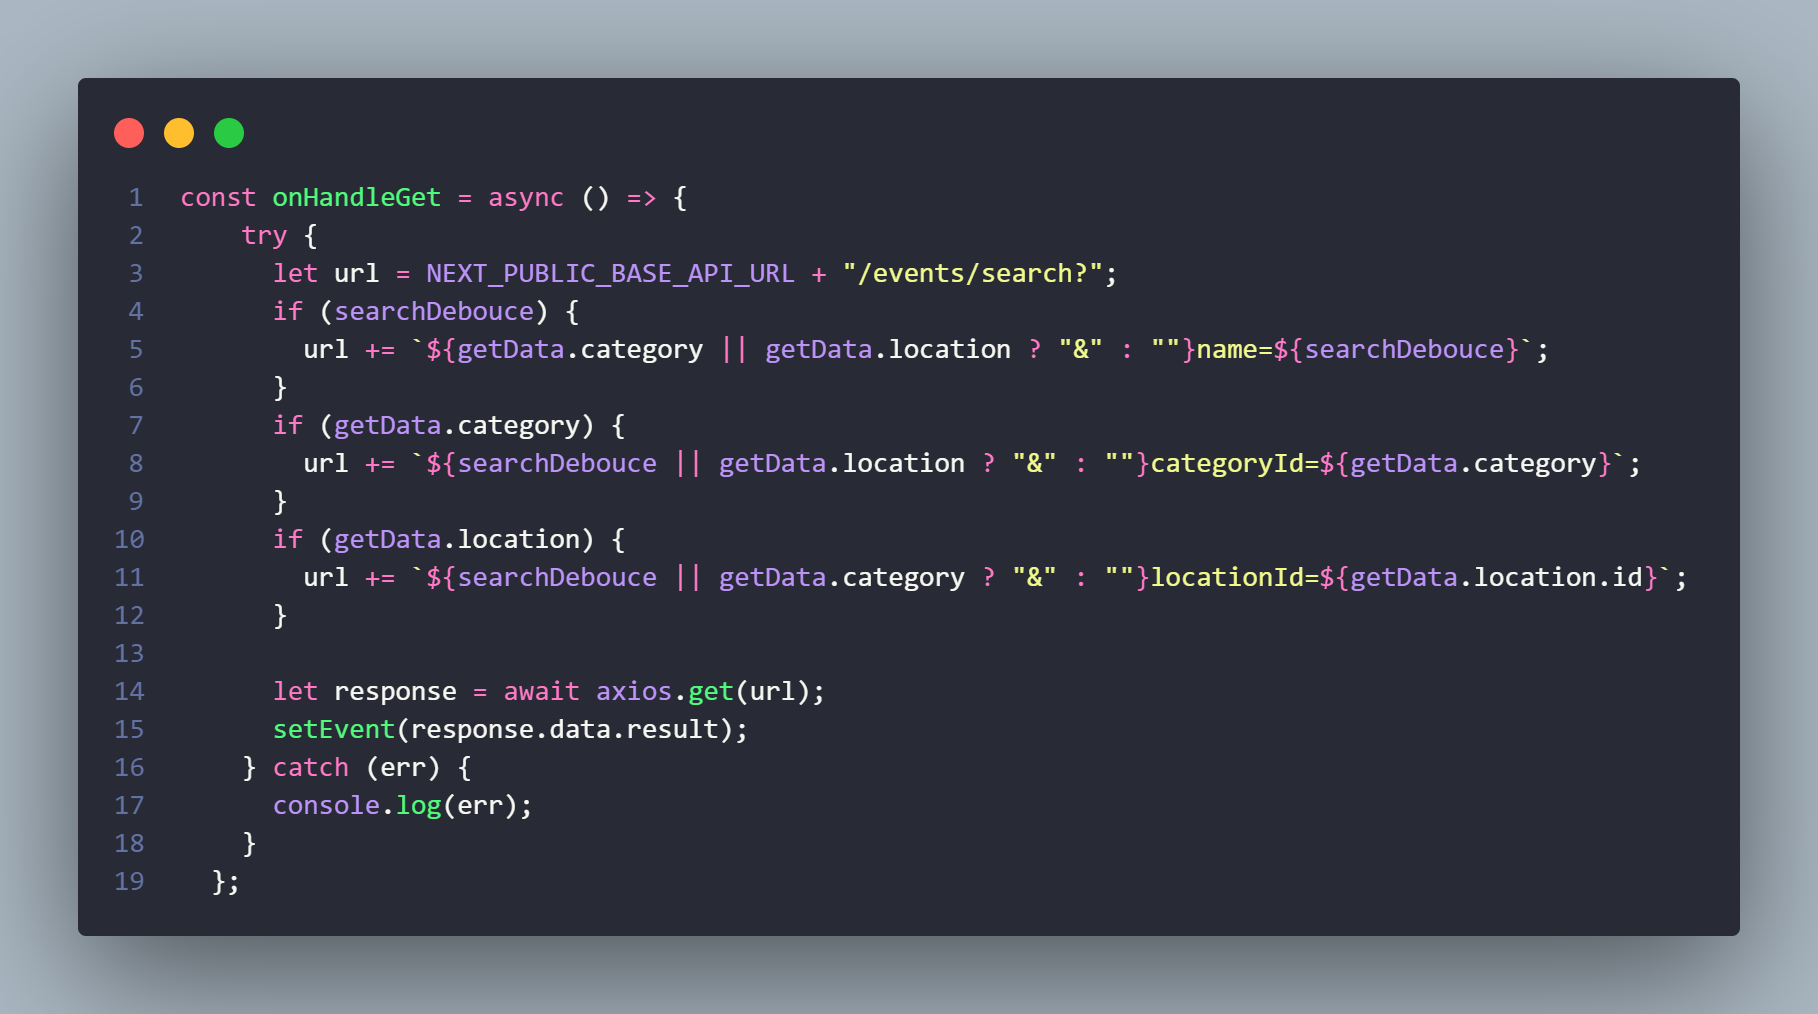 1 const onHandleGet = async () => {
2 try {
3 let url = NEXT_PUBLIC_BASE_API_URL + "/events/search?";
4 if (searchDebouce) {
5 url += `${getData.category || getData.location ? "&" : ""}name=${searchDebouce}`;
6 }
7 if (getData.category) {
8 url += `${searchDebouce || getData.location ? "&" : ""}categoryId=${getData.category}`;
9 }
10 if (getData.location) {
11 url += `${searchDebouce || getData.category ? "&" : ""}locationId=${getData.location.id}`;
12 }
13
14 let response = await axios.get(url);
15 setEvent(response.data.result);
16 } catch (err) {
17 console.log(err);
18 }
19 };